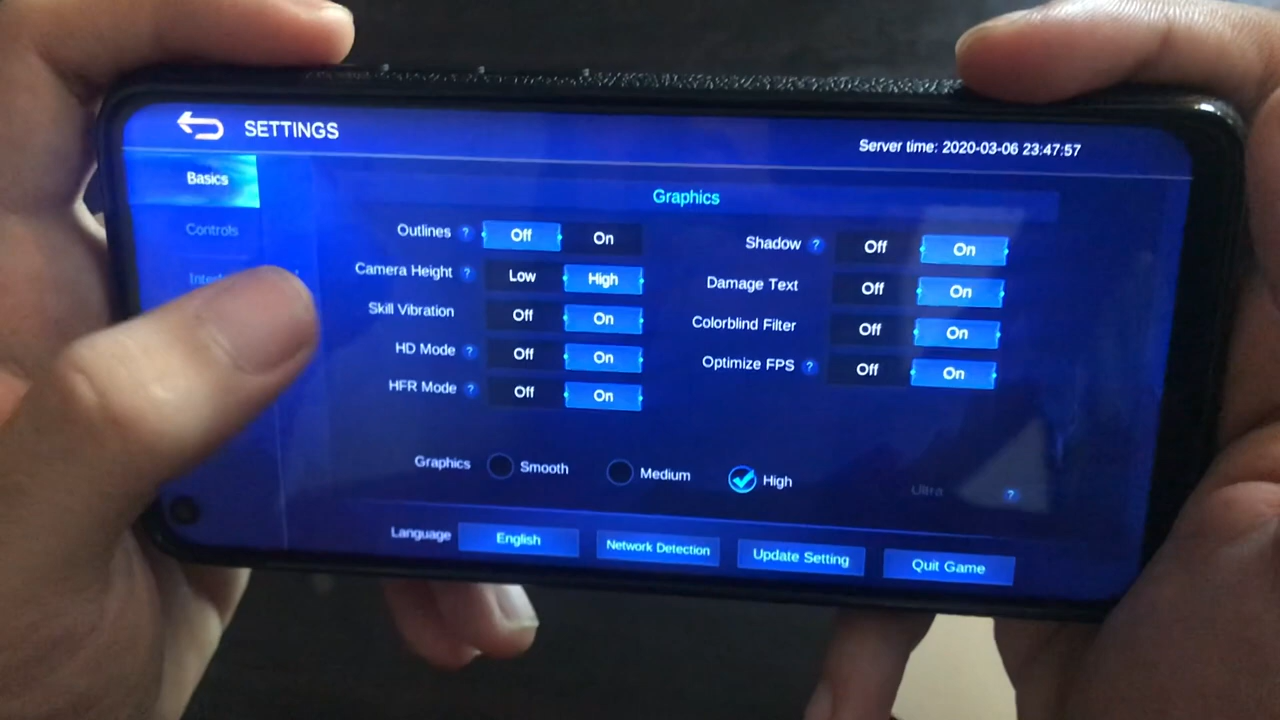 SETTINGS
Server time: 2020-03-06 23:47:57
Basics
Controls
Graphics
Outlines ? Off On
Camera Height ? Low High
Skill Vibration Off On
HD Mode ? Off On
HFR Mode ? Off On
Shadow ? Off On
Damage Text Off On
Colorblind Filter Off On
Optimize FPS ? Off On
Graphics Smooth Medium High Ultra ?
Language English Network Detection Update Setting Quit Game